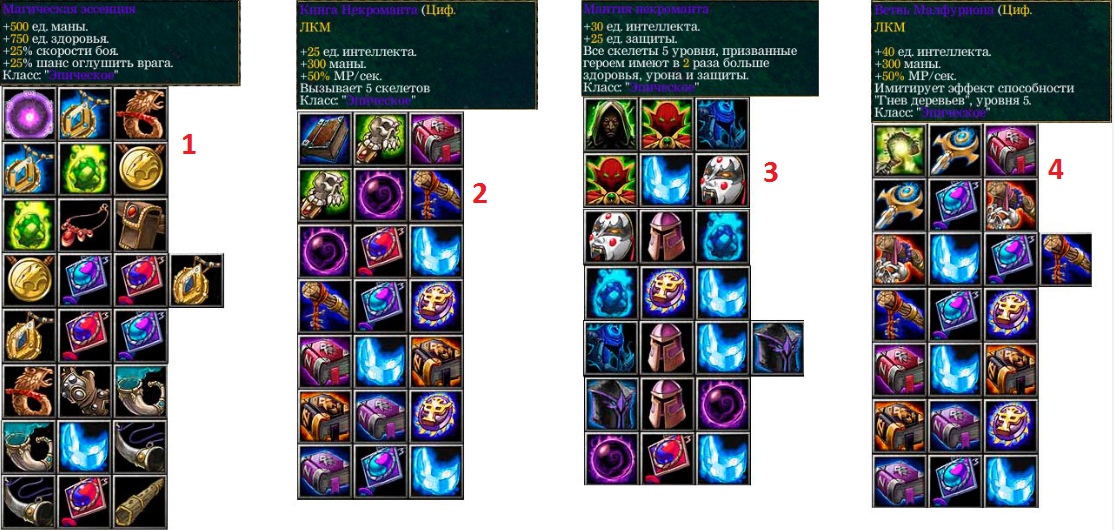 Магическая эссенция
+500 ед. маны.
+750 ед. здоровья.
+25% скорости боя.
+25% шанс оглушить врага.
Класс: "Эпическое"
1
Книга Некроманта (Циф.
ЛКМ
+25 ед. интеллекта.
+300 маны.
+50% MP/сек.
Вызывает 5 скелетов
Класс: "Эпическое"
2
Мантия некроманта
+30 ед. интеллекта.
+25 ед. защиты.
Все скелеты 5 уровня, призванные
героем имеют в 2 раза больше
здоровья, урона и защиты.
Класс: "Эпическое"
3
Ветвь Малфуриона (Циф.
ЛКМ
+40 ед. интеллекта.
+300 маны.
+50% MP/сек.
Имитирует эффект способности
"Гнев деревьев", уровня 5.
Класс: "Эпическое"
4